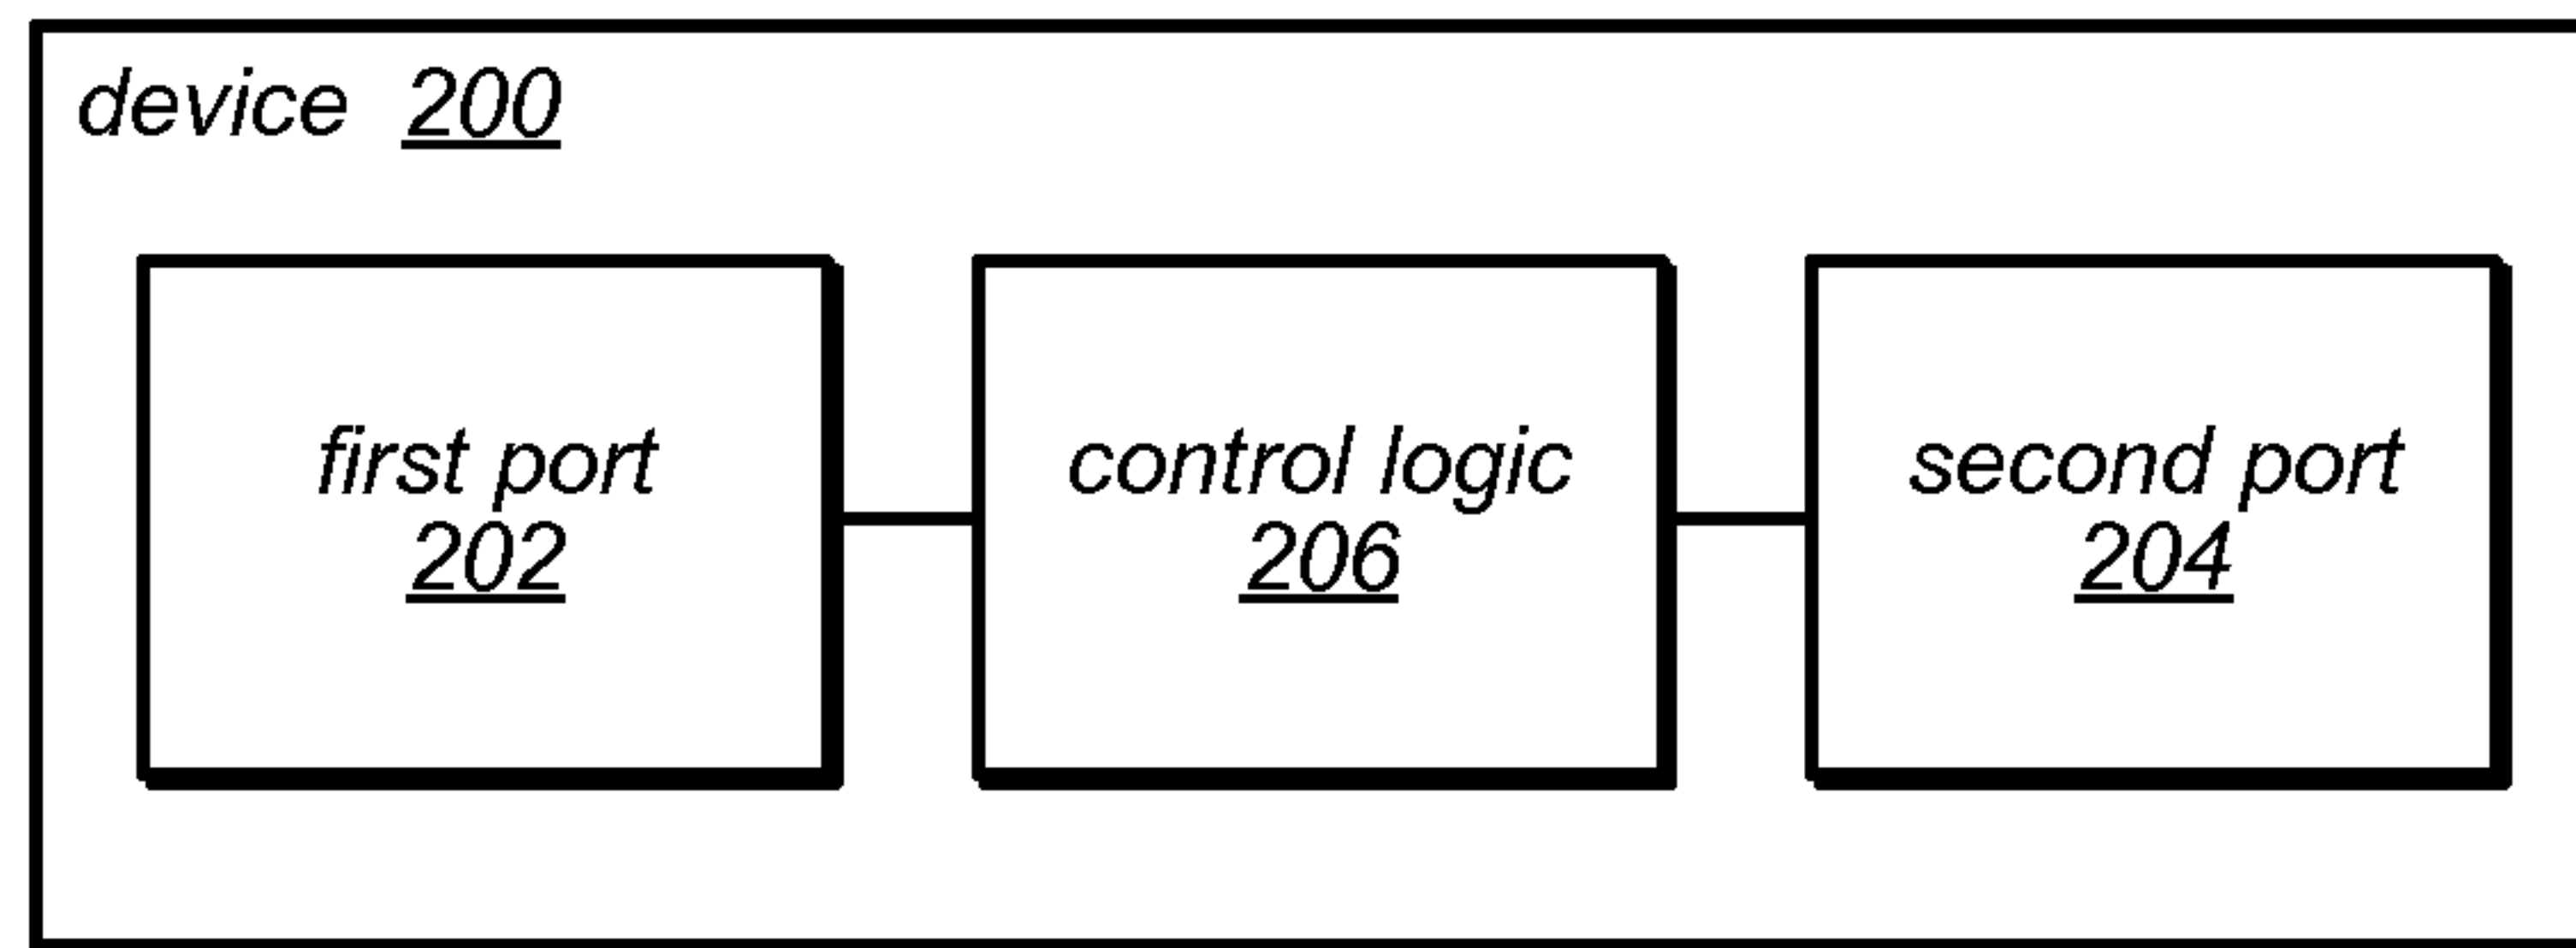 device 200
first port
202
control logic
206
second port
204